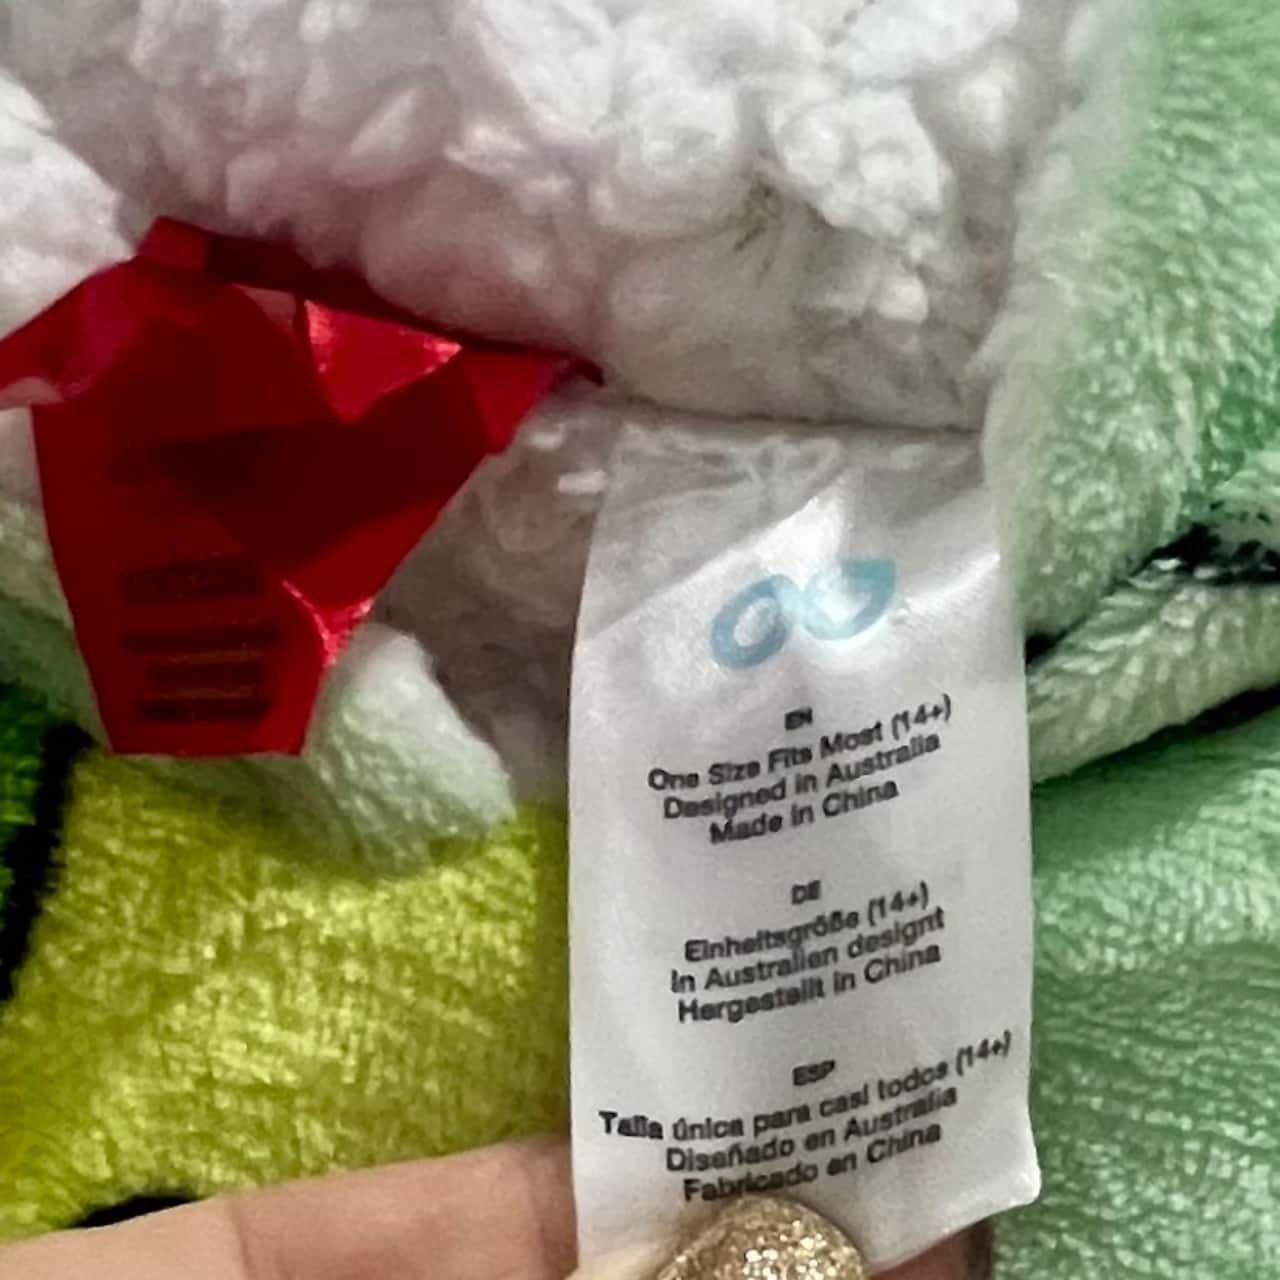 OG
EN
One Size Fits Most (14+)
Designed in Australia
Made in China
DE
Einheitsgröße (14+)
In Australien designt
Hergestellt in China
ESP
Talla única para casi todos (14+)
Diseñado en Australia
Fabricado en China